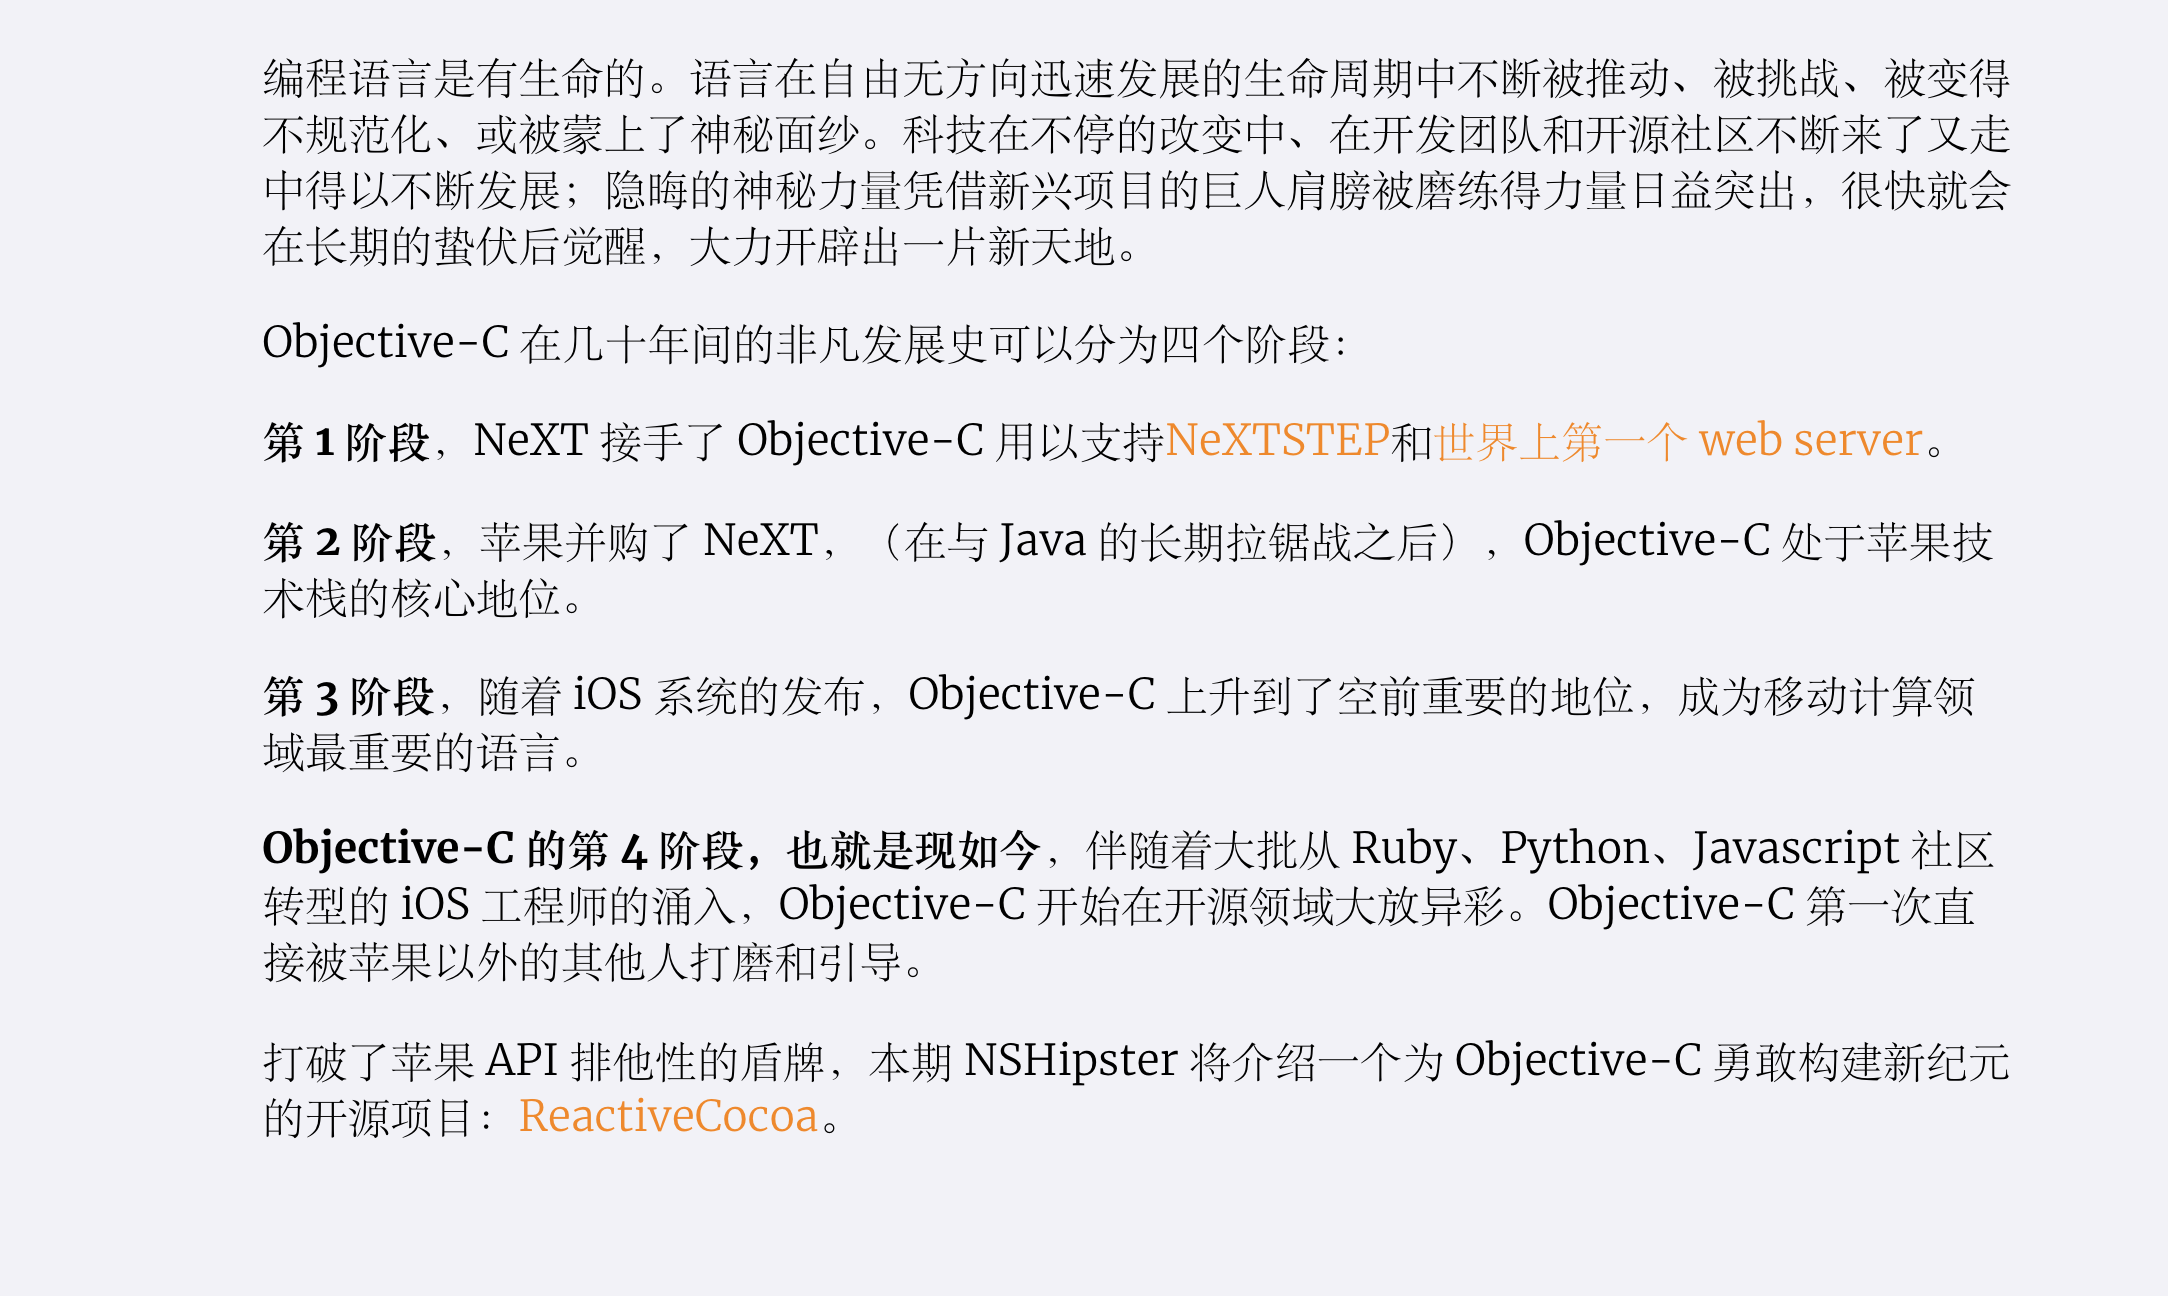 编程语言是有生命的。语言在自由无方向迅速发展的生命周期中不断被推动、被挑战、被变得
不规范化、或被蒙上了神秘面纱。科技在不停的改变中、在开发团队和开源社区不断来了又走
中得以不断发展；隐晦的神秘力量凭借新兴项目的巨人肩膀被磨练得力量日益突出，很快就会
在长期的蛰伏后觉醒，大力开辟出一片新天地。
Objective-C 在几十年间的非凡发展史可以分为四个阶段：
第 1 阶段，NeXT 接手了 Objective-C 用以支持NeXTSTEP和世界上第一个 web server。
第 2 阶段，苹果并购了 NeXT，（在与 Java 的长期拉锯战之后），Objective-C 处于苹果技
术栈的核心地位。
第 3 阶段，随着 iOS 系统的发布，Objective-C 上升到了空前重要的地位，成为移动计算领
域最重要的语言。
Objective-C 的第 4 阶段，也就是现如今，伴随着大批从 Ruby、Python、Javascript 社区
转型的 iOS 工程师的涌入，Objective-C 开始在开源领域大放异彩。Objective-C 第一次直
接被苹果以外的其他人打磨和引导。
打破了苹果 API 排他性的盾牌，本期 NSHipster 将介绍一个为 Objective-C 勇敢构建新纪元
的开源项目：ReactiveCocoa。